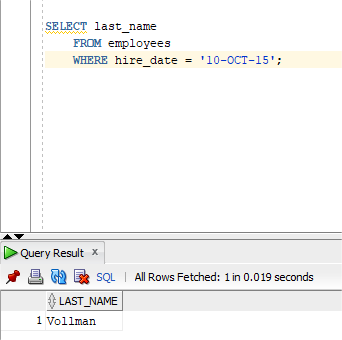 SELECT last_name
FROM employees
WHERE hire_date = '10-OCT-15';
Query Result x
SQL | All Rows Fetched: 1 in 0.019 seconds
LAST_NAME
1 Vollman